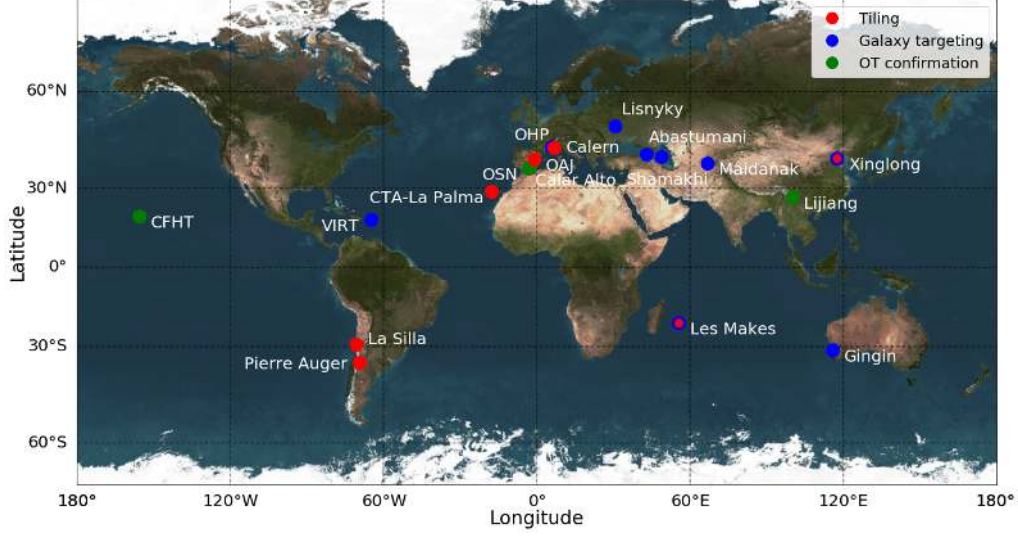 Tiling
Galaxy targeting
OT confirmation
60°N
30°N
0°
30°S
60°S
Latitude
Lisnyky
OHP
Calern
Abastumani
OAJ
OSN
Calar Alto
Shamakhi
Maidanak
Xinglong
CTA-La Palma
Lijiang
CFHT
VIRT
La Silla
Les Makes
Pierre Auger
Gingin
180°
120°W
60°W
0°
60°E
120°E
180°
Longitude